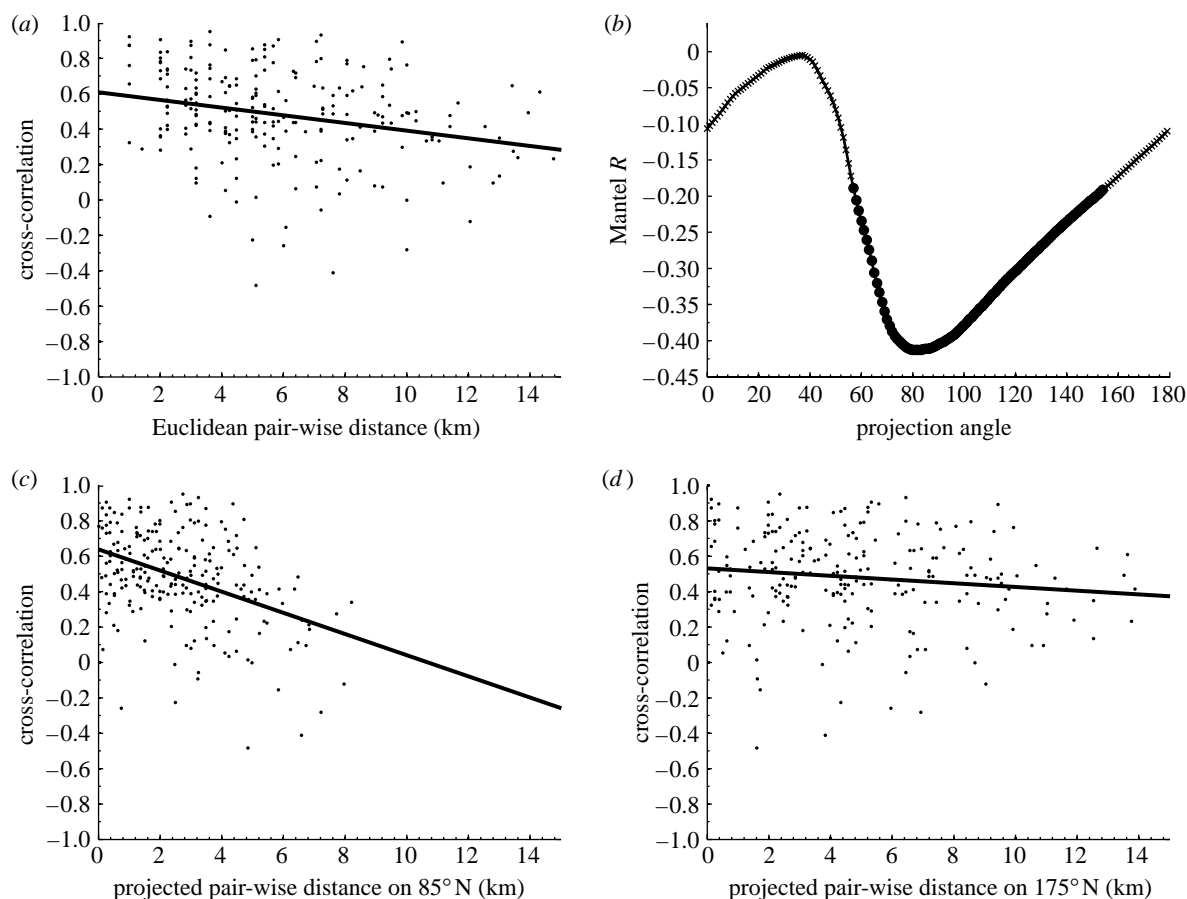 (a)
1.0
0.8
0.6
0.4
0.2
0
−0.2
−0.4
−0.6
−0.8
−1.0
cross-correlation
0 2 4 6 8 10 12 14
Euclidean pair-wise distance (km)
(b)
0
−0.05
−0.10
−0.15
−0.20
−0.25
−0.30
−0.35
−0.40
−0.45
Mantel R
0 20 40 60 80 100 120 140 160 180
projection angle
(c)
1.0
0.8
0.6
0.4
0.2
0
−0.2
−0.4
−0.6
−0.8
−1.0
cross-correlation
0 2 4 6 8 10 12 14
projected pair-wise distance on 85° N (km)
(d)
1.0
0.8
0.6
0.4
0.2
0
−0.2
−0.4
−0.6
−0.8
−1.0
cross-correlation
0 2 4 6 8 10 12 14
projected pair-wise distance on 175° N (km)